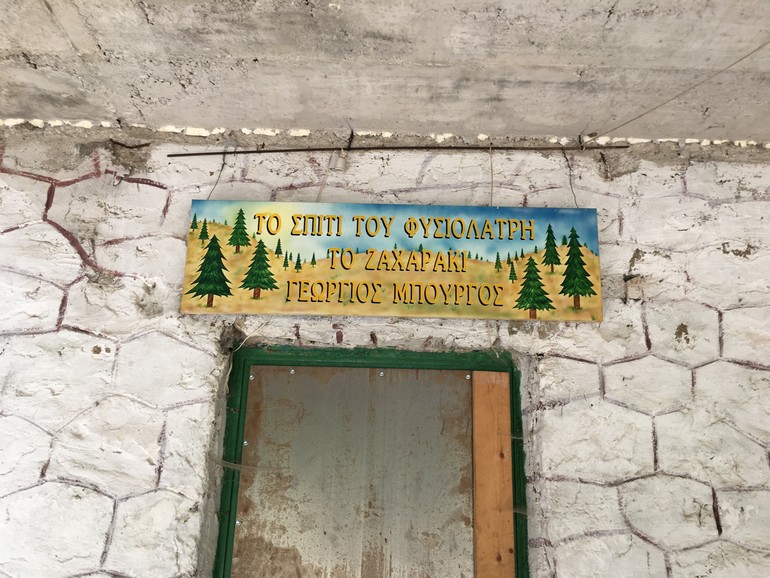 ΤΟ ΣΠΙΤΙ ΤΟΥ ΦΥΣΙΟΛΑΤΡΗ
ΤΟ ΖΑΧΑΡΑΚΙ
ΓΕΩΡΓΙΟΣ ΜΠΟΥΡΓΟΣ